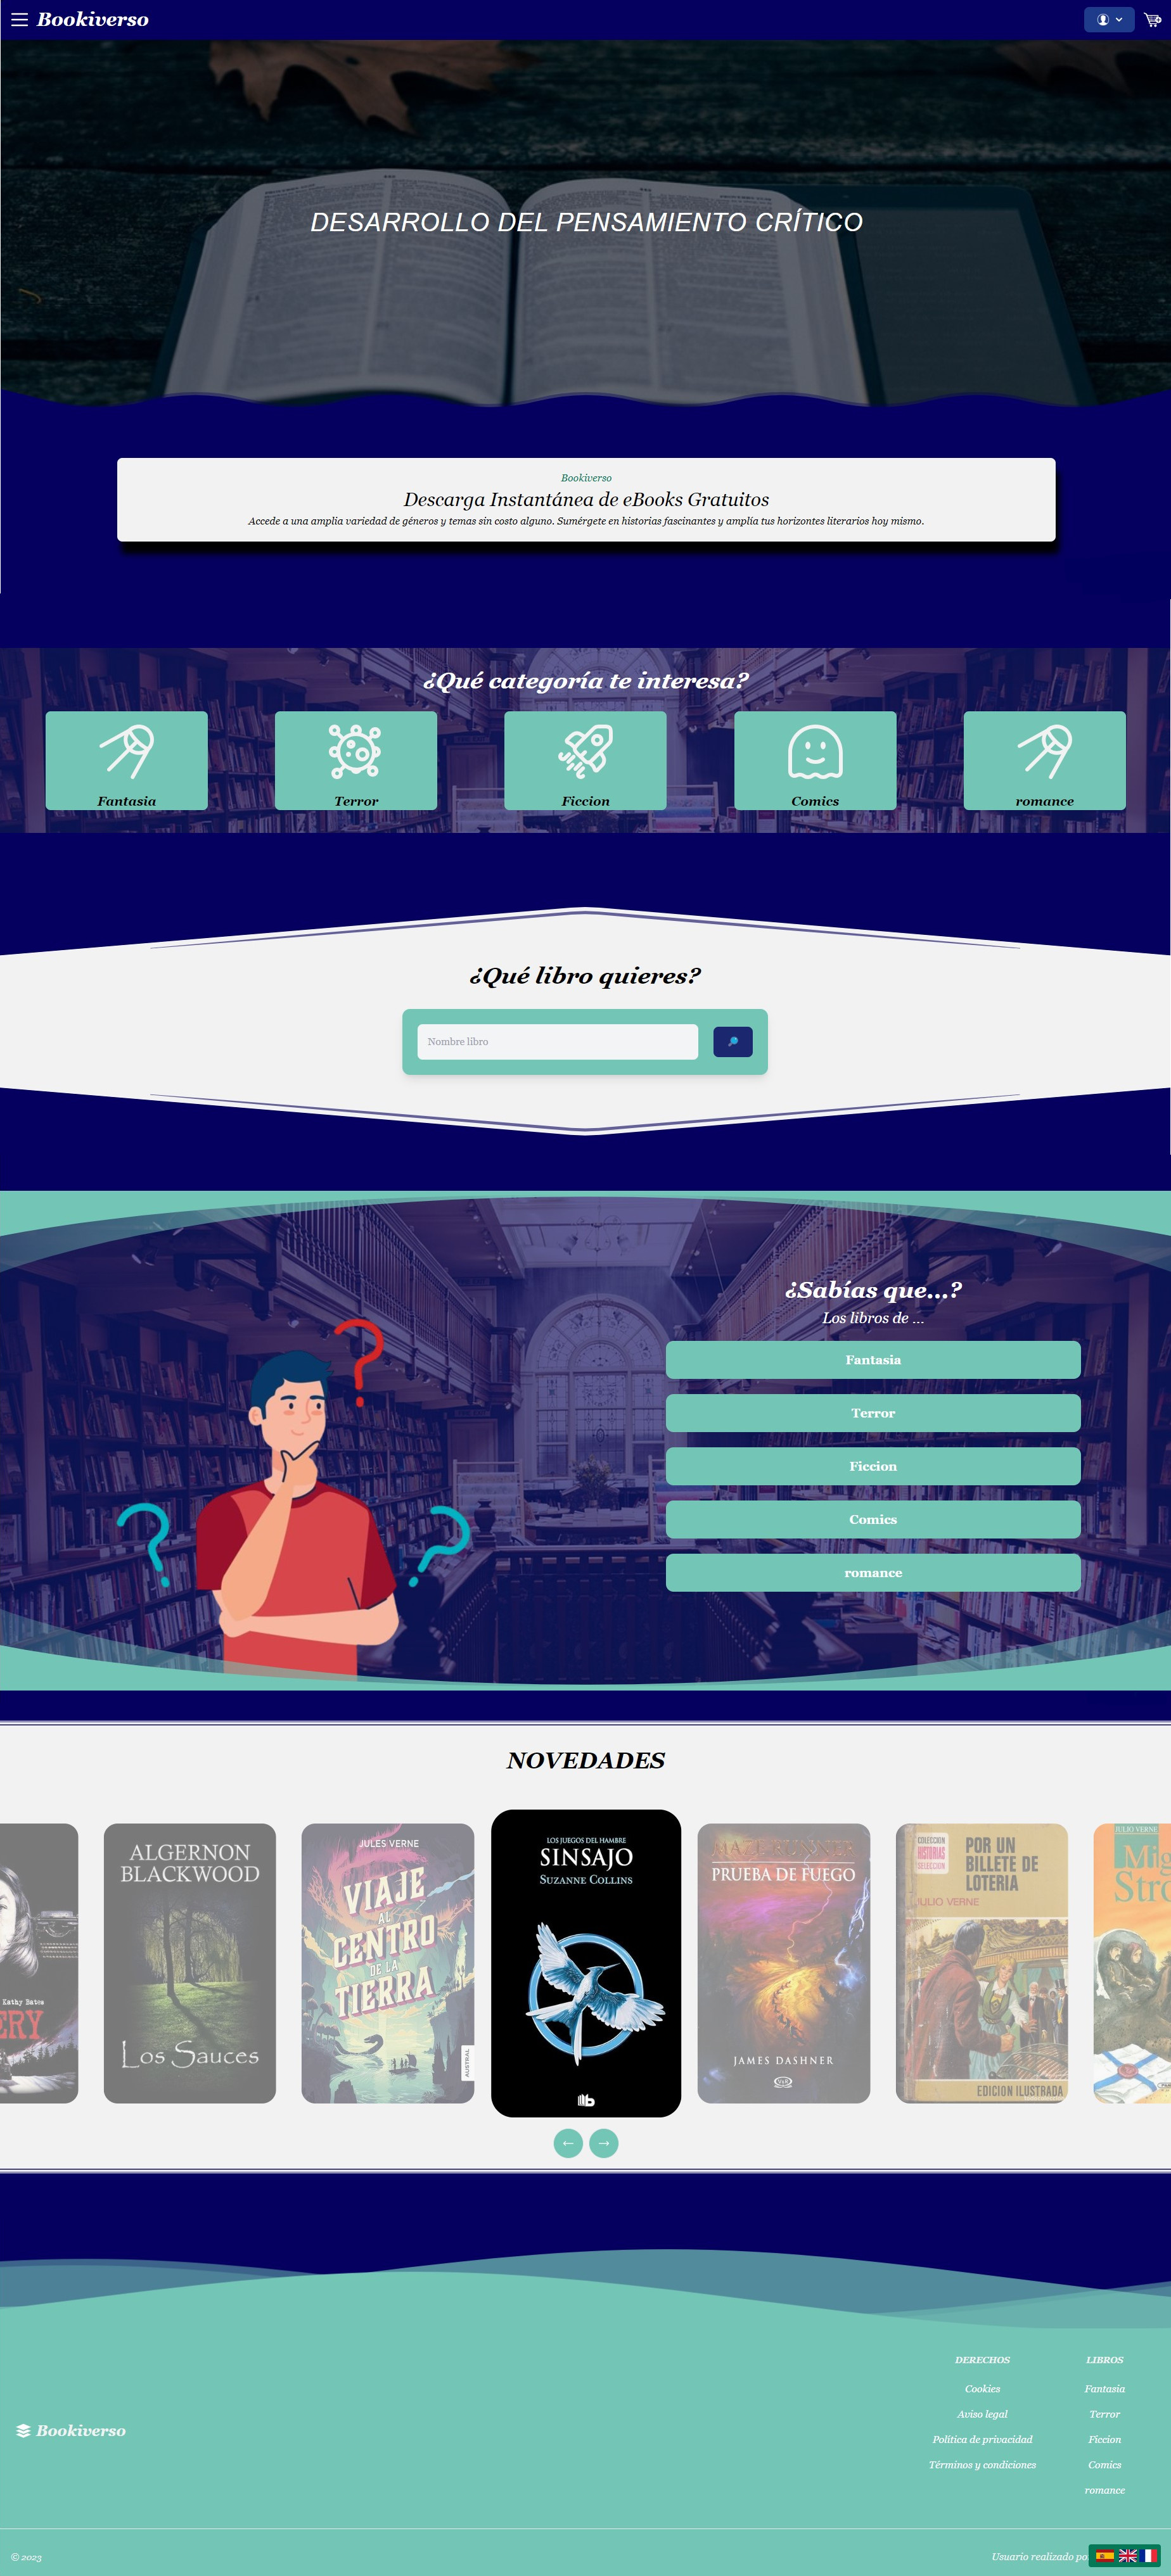 Bookiverso
DESARROLLO DEL PENSAMIENTO CRÍTICO
Bookiverso
Descarga Instantánea de eBooks Gratuitos
Accede a una amplia variedad de géneros y temas sin costo alguno. Sumérgete en historias fascinantes y amplía tus horizontes literarios hoy mismo.
¿Qué categoría te interesa?
Fantasia
Terror
Ficcion
Comics
romance
¿Qué libro quieres?
Nombre libro
¿Sabías que...?
Los libros de ...
Fantasia
Terror
Ficcion
Comics
romance
NOVEDADES
Kathy Bates
ERY
ALGERNON
BLACKWOOD
Los Sauces
JULES VERNE
VIAJE
AL
CENTRO
DE LA
TIERRA
AUSTRAL
LOS JUEGOS DEL HAMBRE
SINSAJO
SUZANNE COLLINS
b
MAZE RUNNER
PRUEBA DE FUEGO
JAMES DASHNER
V&R
COLECCION
HISTORIAS
SELECCION
POR UN
BILLETE DE
LOTERIA
JULIO VERNE
EDICION ILUSTRADA
JULIO VERNE
Mig
Stro
← →
Bookiverso
DERECHOS
Cookies
Aviso legal
Política de privacidad
Términos y condiciones
LIBROS
Fantasia
Terror
Ficcion
Comics
romance
© 2023
Usuario realizado po